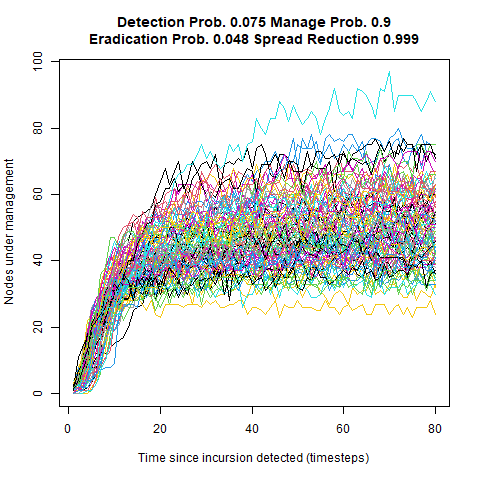 Detection Prob. 0.075 Manage Prob. 0.9
Eradication Prob. 0.048 Spread Reduction 0.999
Nodes under management
100
80
60
40
20
0
0 20 40 60 80
Time since incursion detected (timesteps)